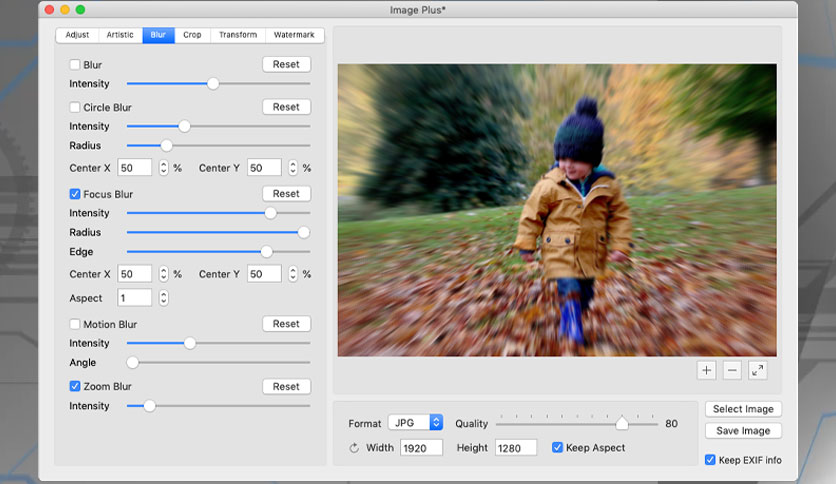 Image Plus*
Adjust Artistic Blur Crop Transform Watermark
Blur Reset
Intensity
Circle Blur Reset
Intensity
Radius
Center X 50 % Center Y 50 %
Focus Blur Reset
Intensity
Radius
Edge
Center X 50 % Center Y 50 %
Aspect 1
Motion Blur Reset
Intensity
Angle
Zoom Blur Reset
Intensity
Format JPG Quality 80
Width 1920 Height 1280 Keep Aspect
Select Image
Save Image
Keep EXIF info